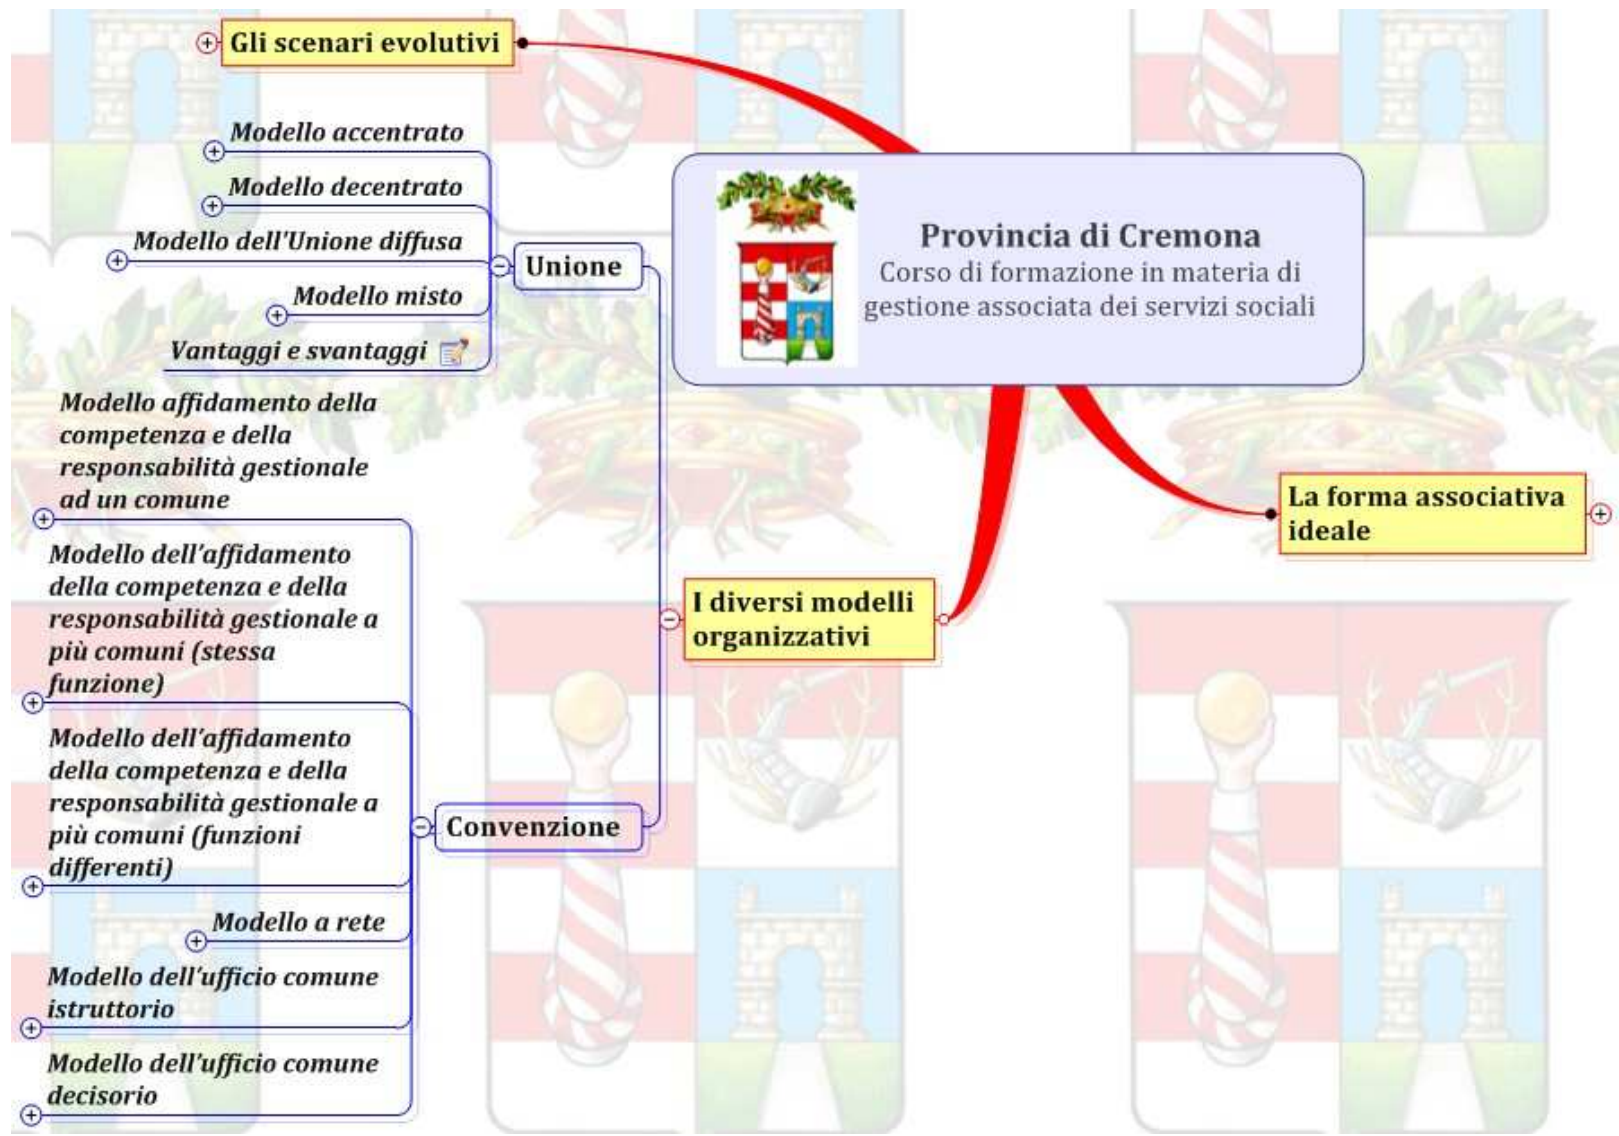 Gli scenari evolutivi
Modello accentrato
Modello decentrato
Modello dell'Unione diffusa
Modello misto
Vantaggi e svantaggi
Unione
Provincia di Cremona
Corso di formazione in materia di
gestione associata dei servizi sociali
La forma associativa
ideale
I diversi modelli
organizzativi
Modello affidamento della
competenza e della
responsabilità gestionale
ad un comune
Modello dell'affidamento
della competenza e della
responsabilità gestionale a
più comuni (stessa
funzione)
Modello dell'affidamento
della competenza e della
responsabilità gestionale a
più comuni (funzioni
differenti)
Convenzione
Modello a rete
Modello dell'ufficio comune
istruttorio
Modello dell'ufficio comune
decisorio